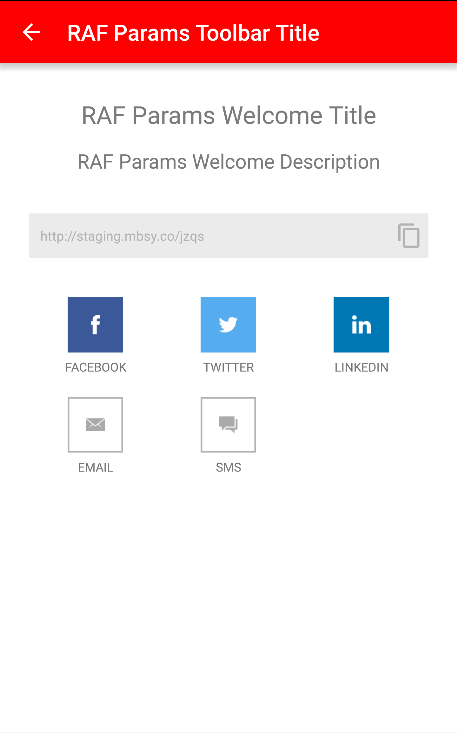 RAF Params Toolbar Title
RAF Params Welcome Title
RAF Params Welcome Description
http://staging.mbsy.co/jzqs
FACEBOOK TWITTER LINKEDIN
EMAIL SMS